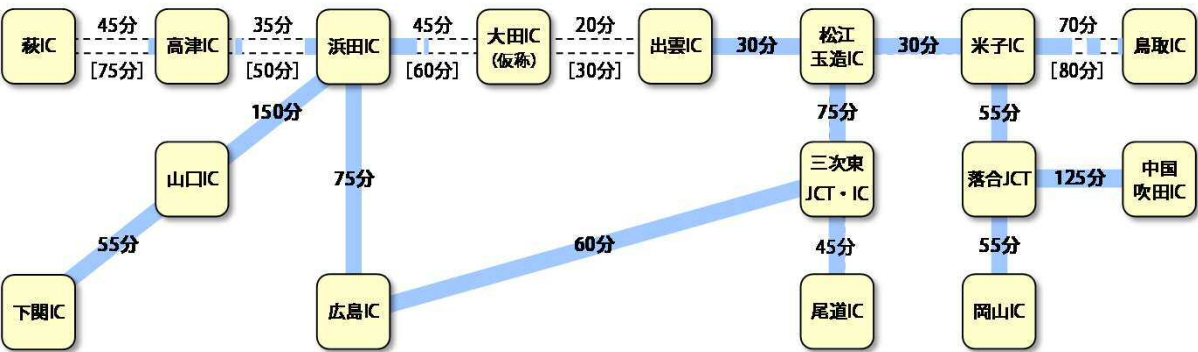 45分
35分
45分
20分
70分
萩IC
高津IC
浜田IC
大田IC
(仮称)
出雲IC
30分
松江
玉造IC
30分
米子IC
鳥取IC
[75分]
[50分]
[60分]
[30分]
[80分]
150分
75分
55分
山口IC
75分
三次東
JCT・IC
落合JCT
125分
中国
吹田IC
55分
60分
45分
55分
下関IC
広島IC
尾道IC
岡山IC